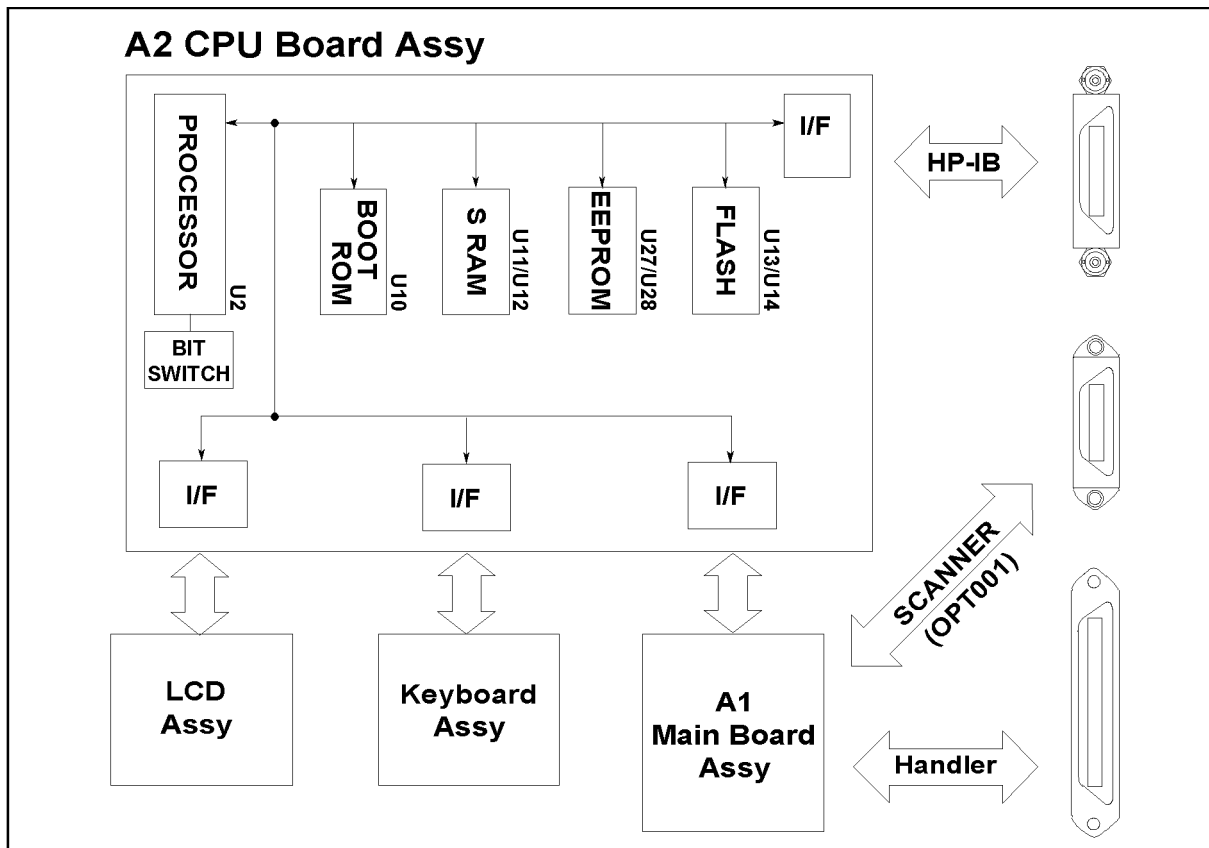 A2 CPU Board Assy
PROCESSOR
U2
BIT
SWITCH
BOOT
ROM
U10
S RAM
U11/U12
EEPROM
U27/U28
FLASH
U13/U14
I/F
HP-IB
I/F
I/F
I/F
SCANNER
(OPT001)
LCD
Assy
Keyboard
Assy
A1
Main Board
Assy
Handler